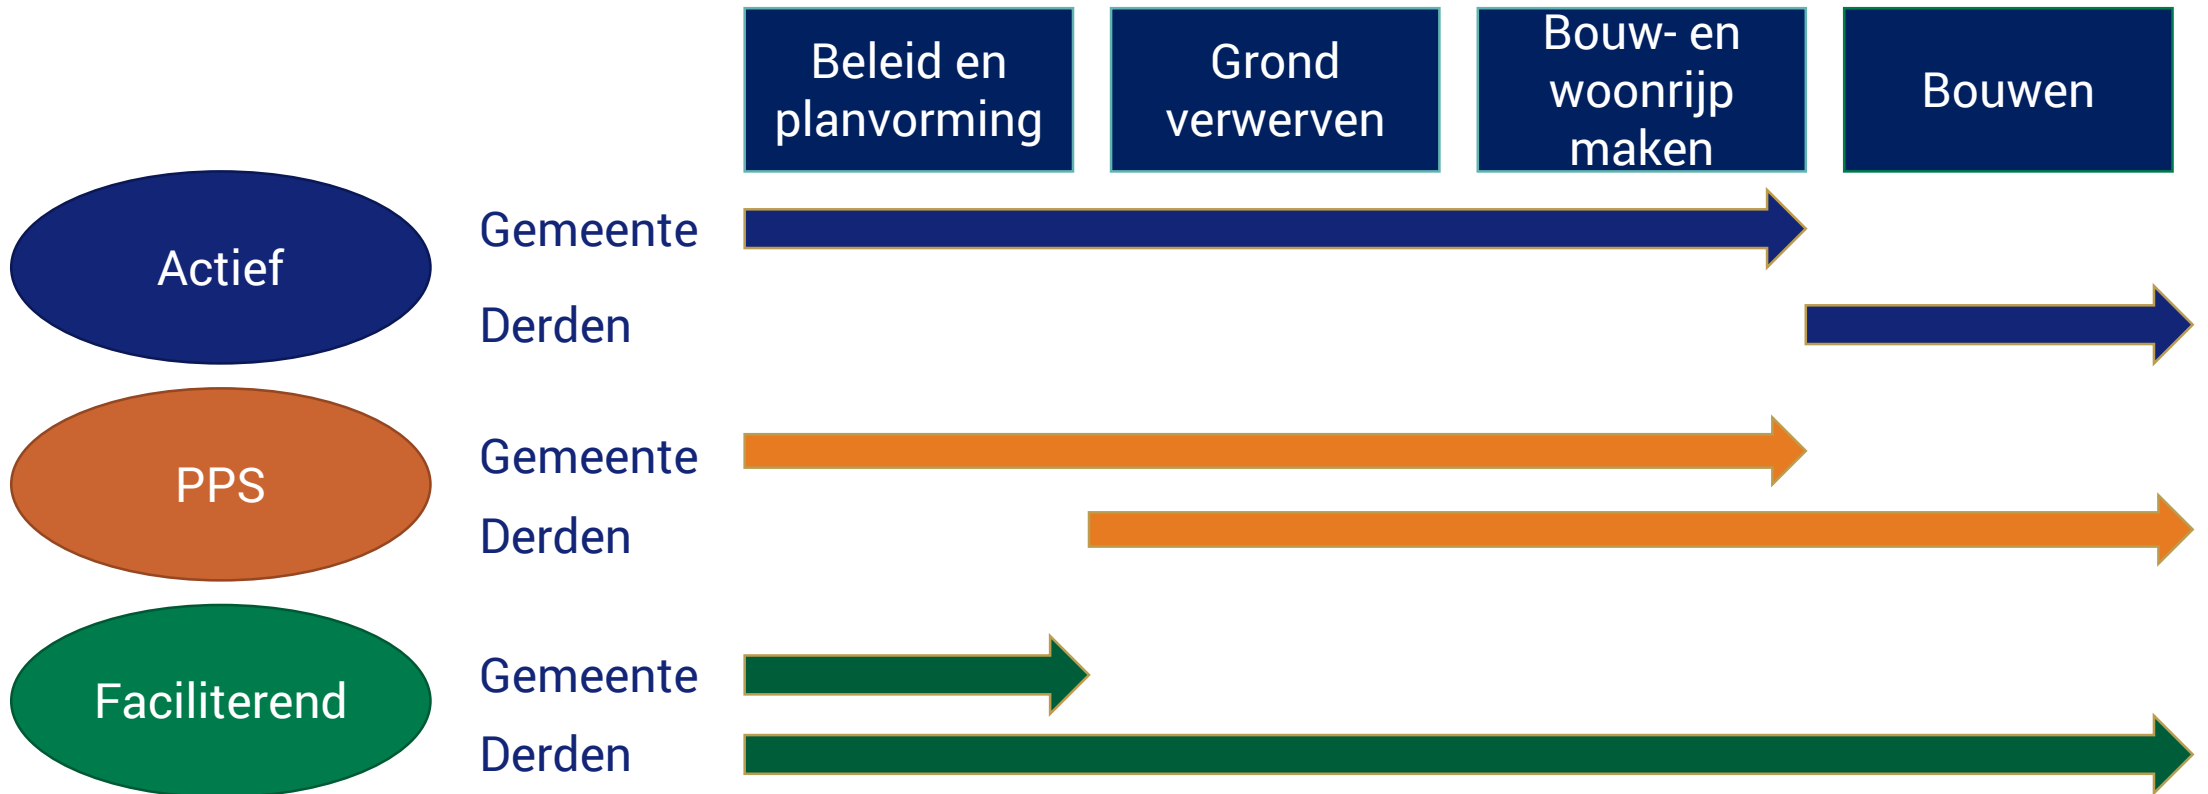 Beleid en
planvorming
Grond
verwerven
Bouw- en
woonrijp
maken
Bouwen
Actief
Gemeente
Derden
PPS
Gemeente
Derden
Faciliterend
Gemeente
Derden